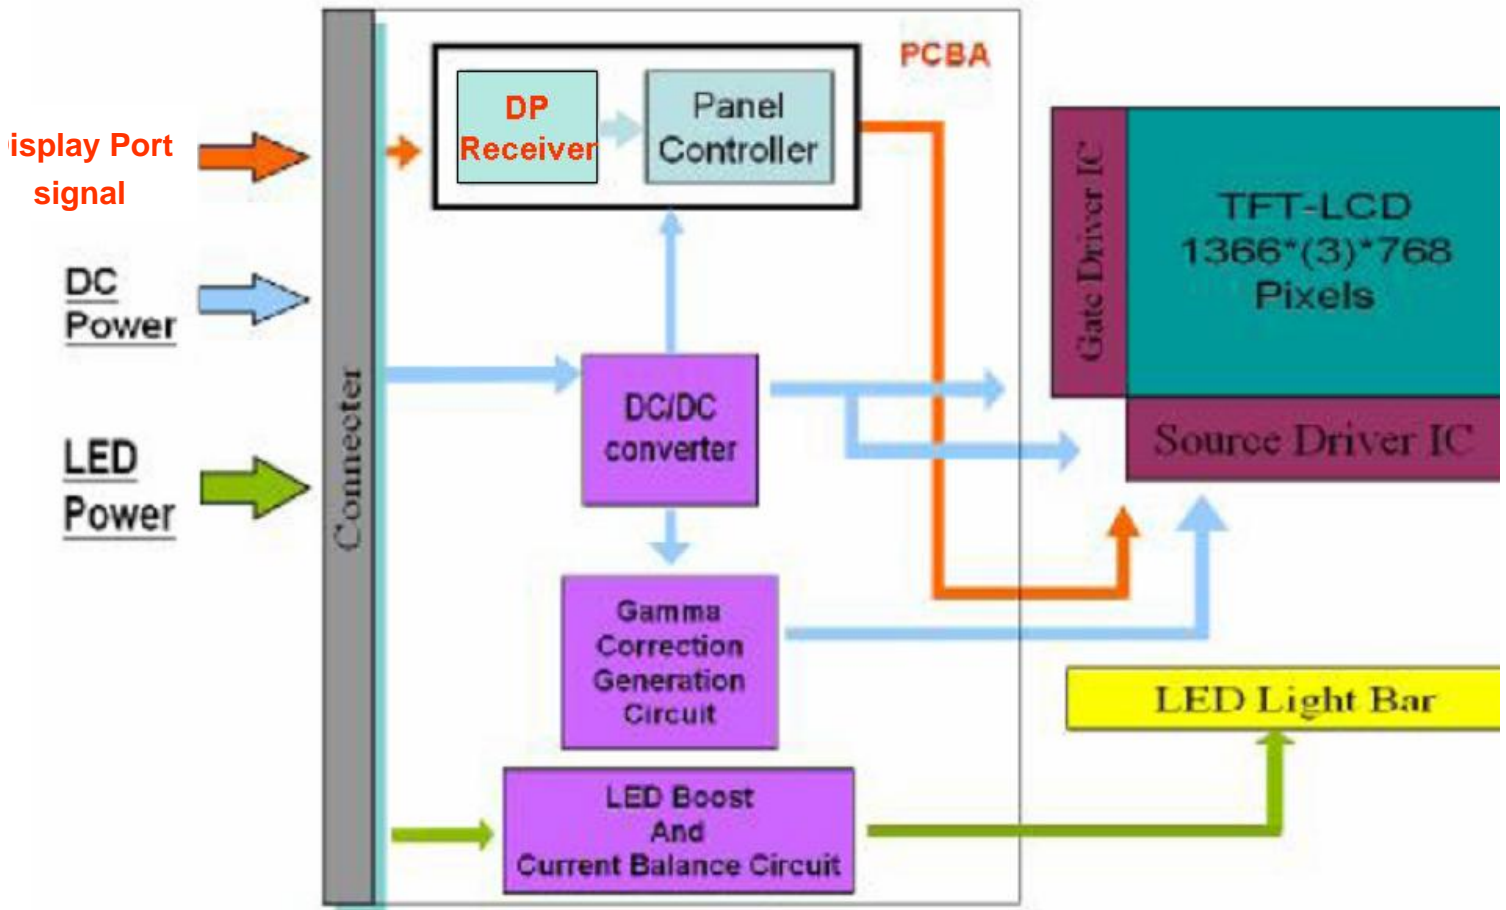 PCBA
isplay Port
signal
DC
Power
LED
Power
Connecter
DP
Receiver
Panel
Controller
DC/DC
converter
Gamma
Correction
Generation
Circuit
LED Boost
And
Current Balance Circuit
Gate Driver IC
TFT-LCD
1366*(3)*768
Pixels
Source Driver IC
LED Light Bar